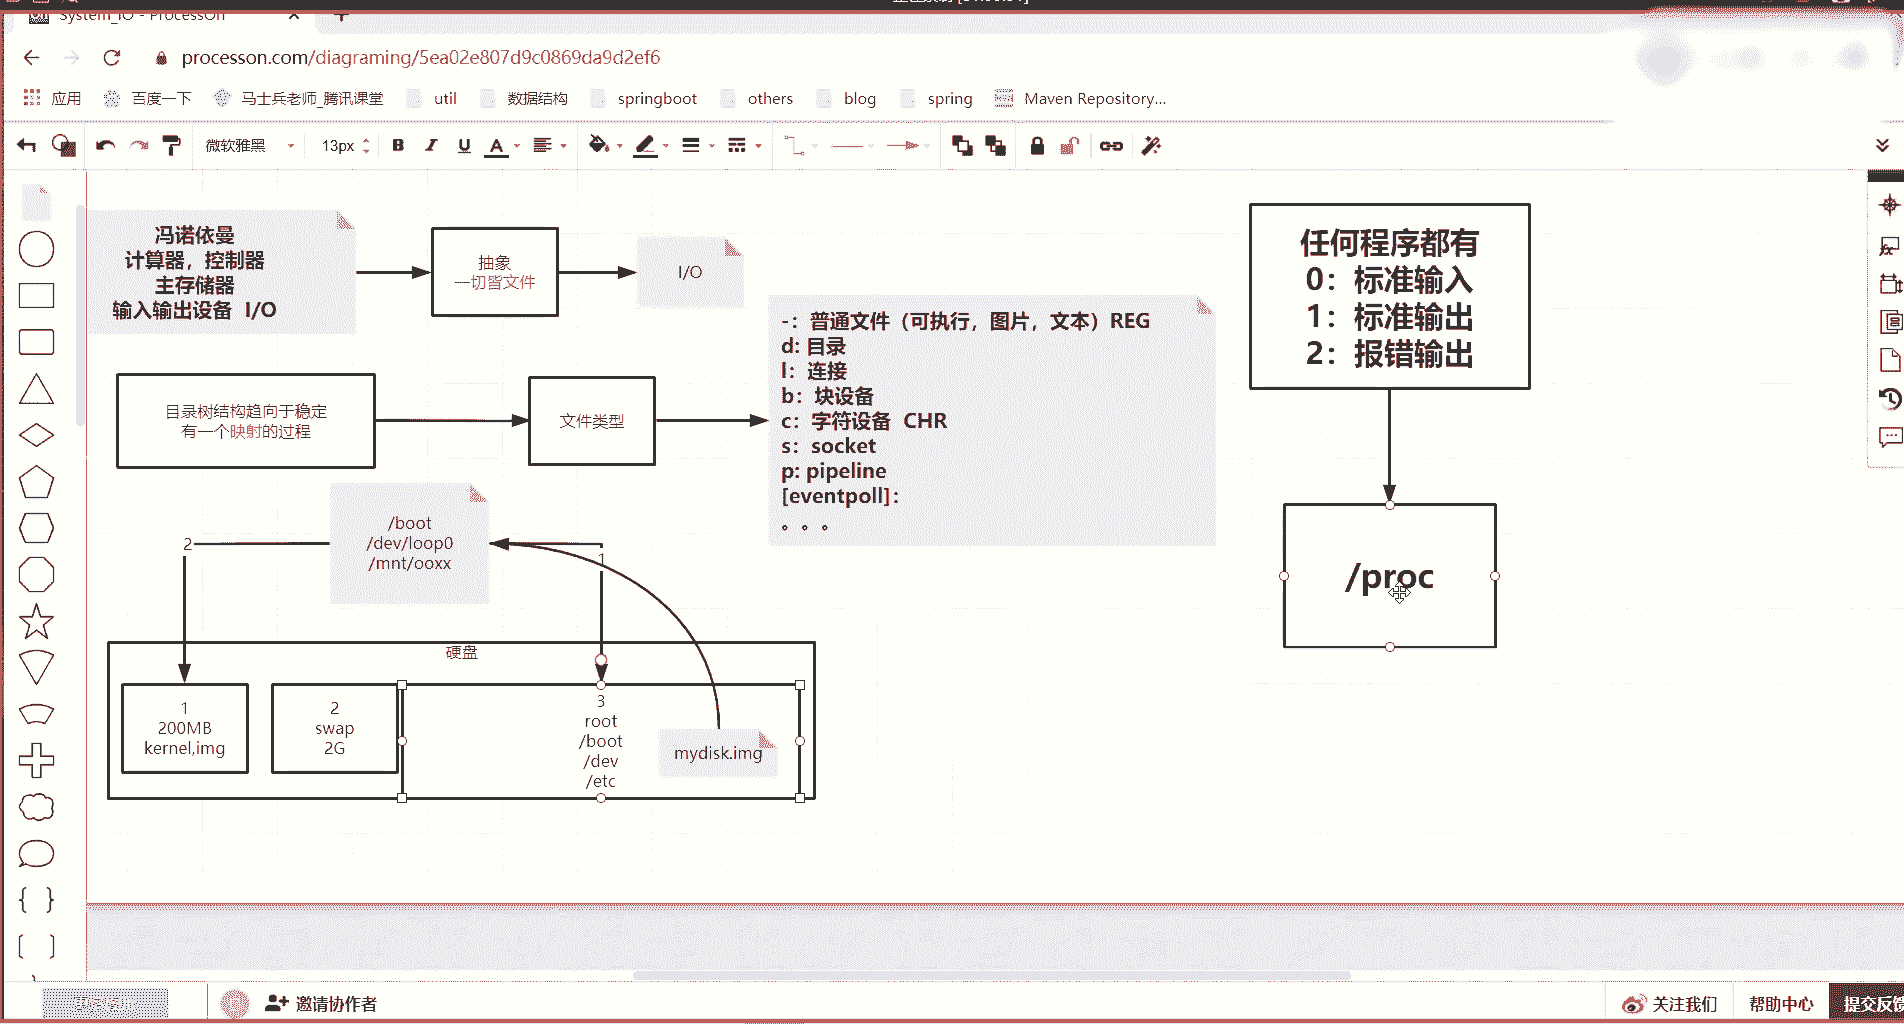 System_IO - ProcessOn
processon.com/diagraming/5ea02e807d9c0869da9d2ef6
应用
百度一下
马士兵老师_腾讯课堂
util
数据结构
springboot
others
blog
spring
Maven Repository...
微软雅黑
13px
B I U A
冯诺依曼
计算器，控制器
主存储器
输入输出设备 I/O
抽象
一切皆文件
I/O
任何程序都有
0：标准输入
1：标准输出
2：报错输出
目录树结构趋向于稳定
有一个映射的过程
文件类型
-：普通文件（可执行，图片，文本）REG
d: 目录
l：连接
b：块设备
c：字符设备 CHR
s：socket
p: pipeline
[eventpoll]：
。。。
/boot
/dev/loop0
/mnt/ooxx
2
1
/proc
硬盘
1
200MB
kernel,img
2
swap
2G
3
root
/boot
/dev
/etc
mydisk.img
邀请协作者
关注我们
帮助中心
提交反馈